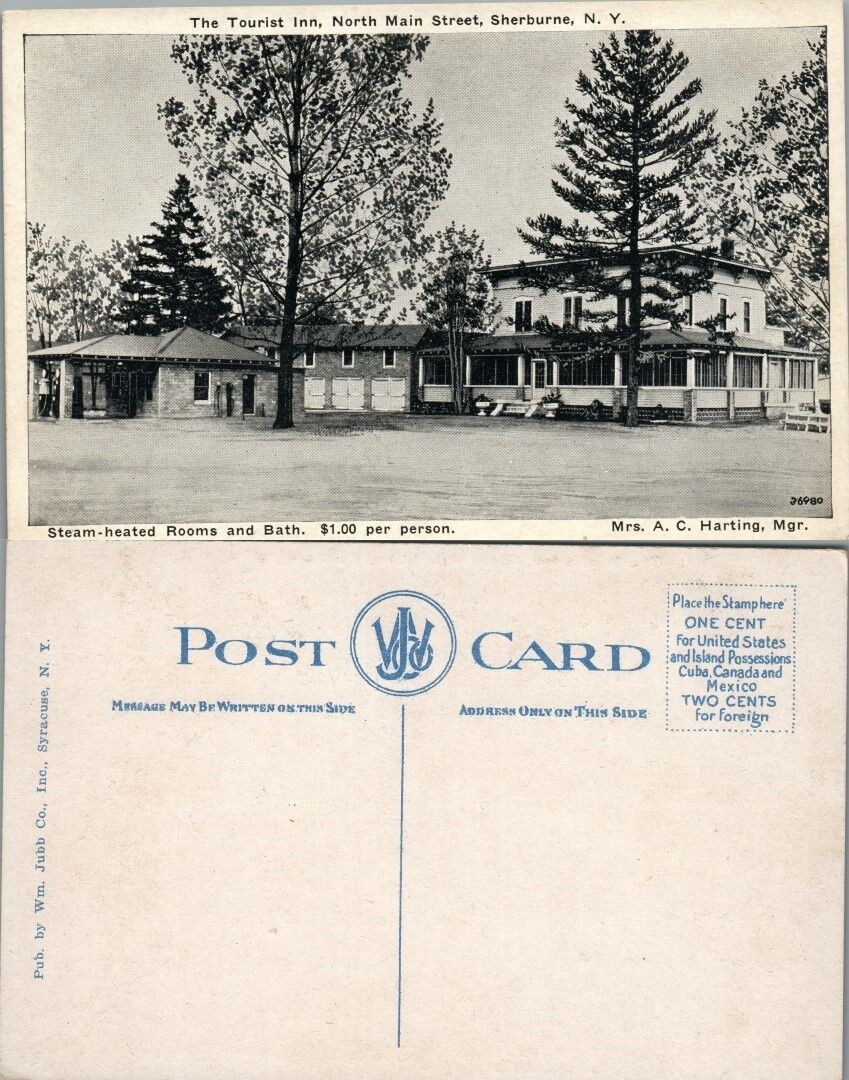 The Tourist Inn, North Main Street, Sherburne, N. Y.
36980
Steam-heated Rooms and Bath. $1.00 per person.
Mrs. A. C. Harting, Mgr.
POST CARD
Place the Stamp here
ONE CENT
For United States
and Island Possessions
Cuba, Canada and
Mexico
TWO CENTS
for Foreign
MESSAGE MAY BE WRITTEN ON THIS SIDE
ADDRESS ONLY ON THIS SIDE
Pub. by Wm. Jubb Co., Inc., Syracuse, N. Y.